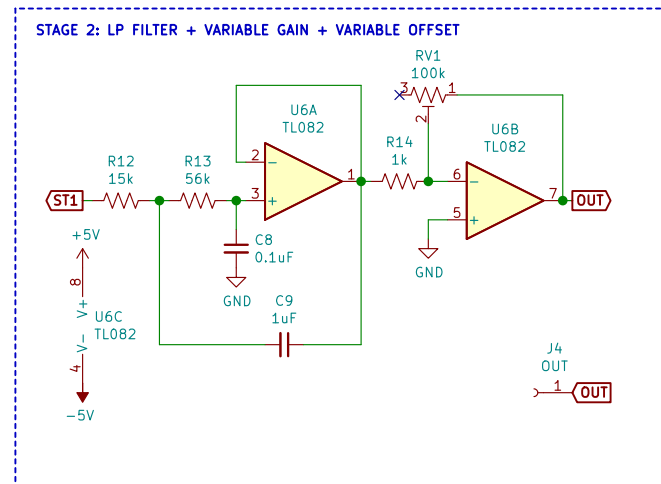 STAGE 2: LP FILTER + VARIABLE GAIN + VARIABLE OFFSET
RV1
100k
3
1
2
U6A
TL082
2
−
3
+
1
R12
15k
R13
56k
R14
1k
U6B
TL082
6
−
5
+
7
ST1
OUT
C8
0.1uF
GND
GND
+5V
8
V+
U6C
TL082
V−
4
−5V
C9
1uF
J4
OUT
1
OUT